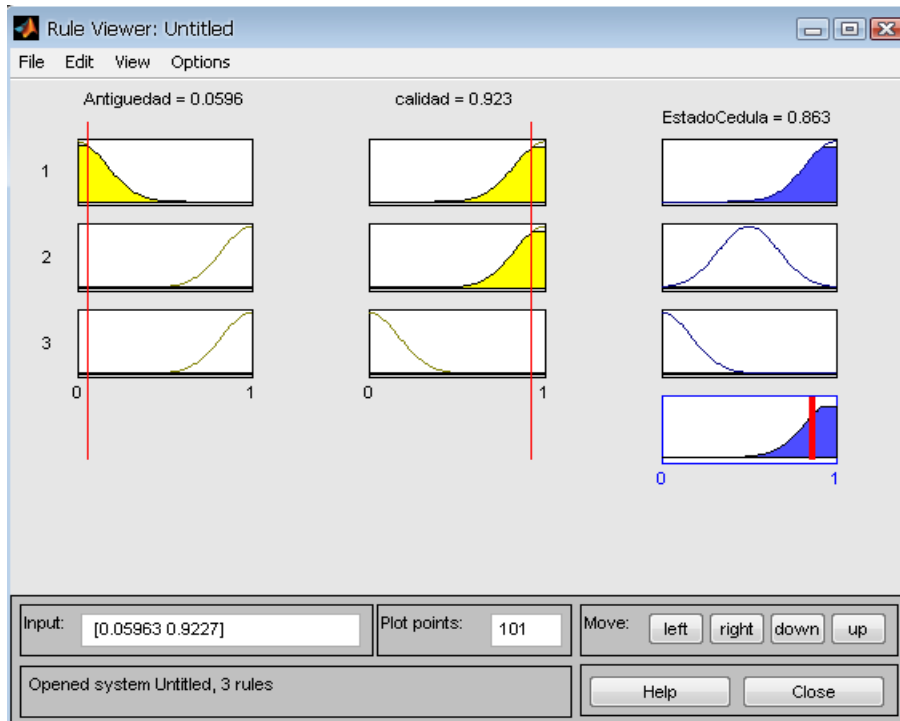 Rule Viewer: Untitled
File Edit View Options
Antiguedad = 0.0596
calidad = 0.923
EstadoCedula = 0.863
1
2
3
0 1
0 1
0 1
Input: [0.05963 0.9227]
Plot points: 101
Move: left right down up
Opened system Untitled, 3 rules
Help Close